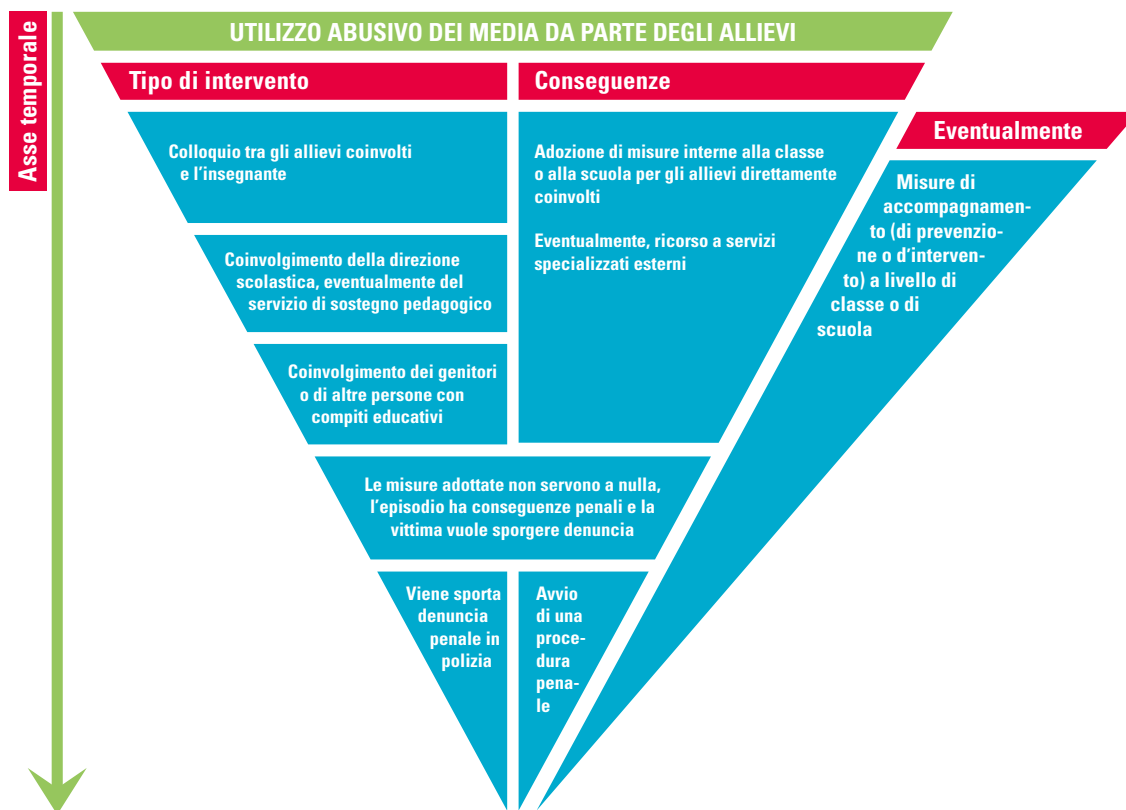 Asse temporale
UTILIZZO ABUSIVO DEI MEDIA DA PARTE DEGLI ALLIEVI
Tipo di intervento
Conseguenze
Eventualmente
Colloquio tra gli allievi coinvolti
e l'insegnante
Adozione di misure interne alla classe
o alla scuola per gli allievi direttamente
coinvolti
Eventualmente, ricorso a servizi
specializzati esterni
Misure di
accompagnamen-
to (di prevenzio-
ne o d'interven-
to) a livello di
classe o di
scuola
Coinvolgimento della direzione
scolastica, eventualmente del
servizio di sostegno pedagogico
Coinvolgimento dei genitori
o di altre persone con
compiti educativi
Le misure adottate non servono a nulla,
l'episodio ha conseguenze penali e la
vittima vuole sporgere denuncia
Viene sporta
denuncia
penale in
polizia
Avvio
di una
proce-
dura
pena-
le